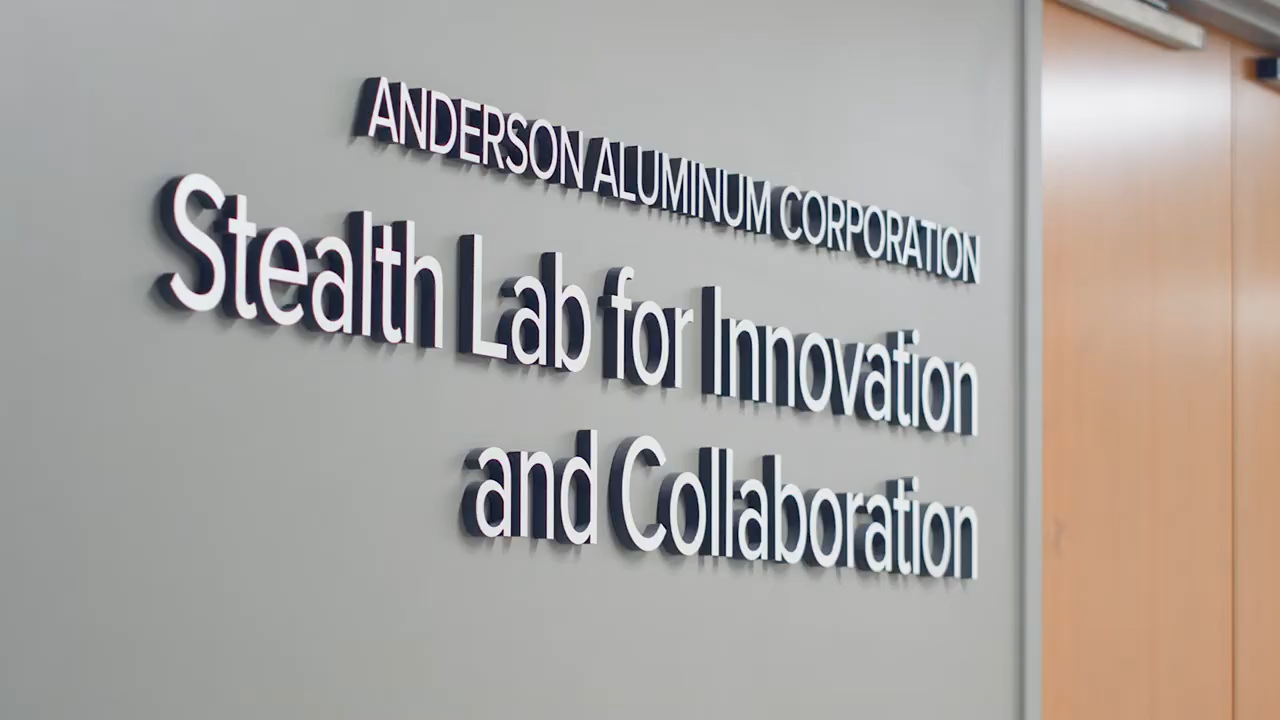 ANDERSON ALUMINUM CORPORATION
Stealth Lab for Innovation
and Collaboration